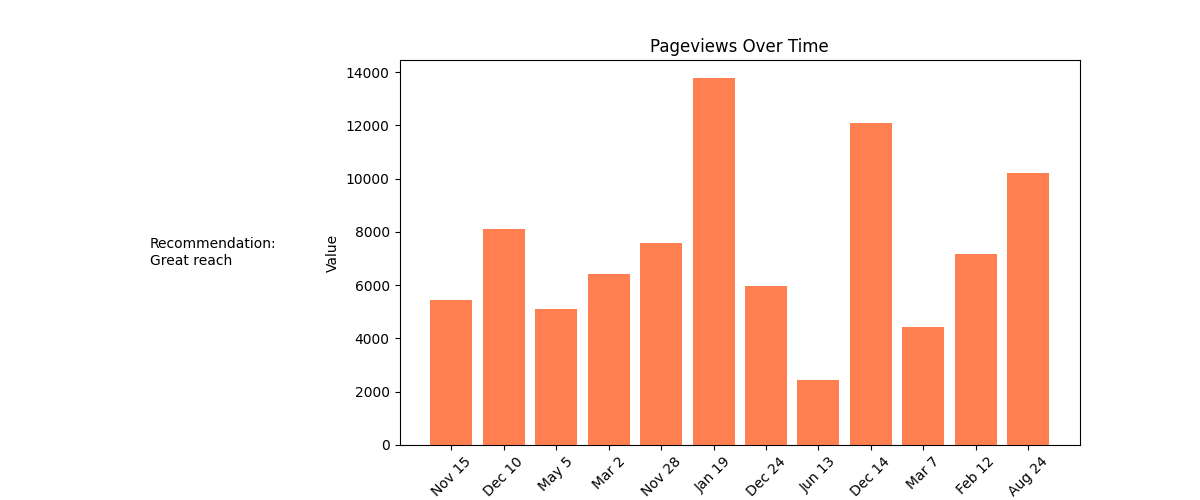 Pageviews Over Time
Recommendation:
Great reach
Value
14000
12000
10000
8000
6000
4000
2000
0
Nov 15
Dec 10
May 5
Mar 2
Nov 28
Jan 19
Dec 24
Jun 13
Dec 14
Mar 7
Feb 12
Aug 24